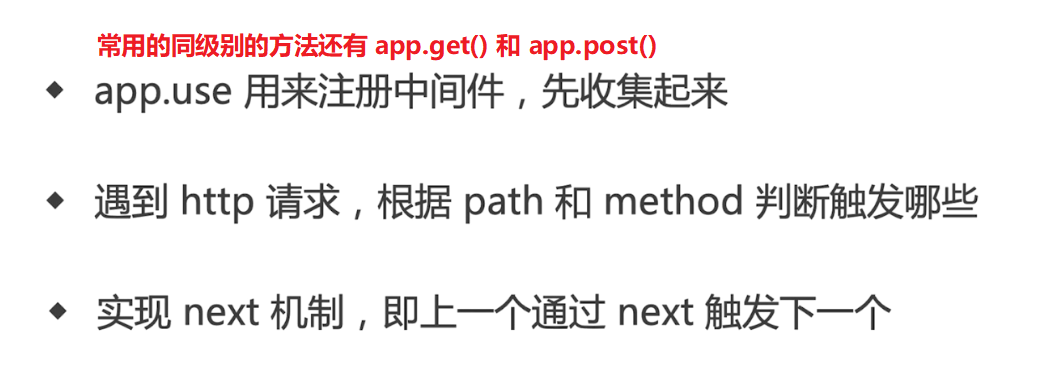 常用的同级别的方法还有 app.get() 和 app.post()
◆ app.use 用来注册中间件，先收集起来
◆ 遇到 http 请求，根据 path 和 method 判断触发哪些
◆ 实现 next 机制，即上一个通过 next 触发下一个